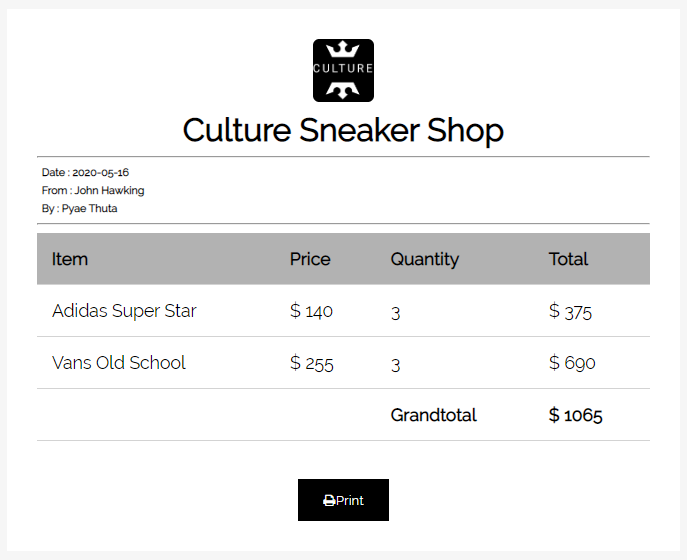 CULTURE
Culture Sneaker Shop
Date : 2020-05-16
From : John Hawking
By : Pyae Thuta
Item Price Quantity Total
Adidas Super Star $ 140 3 $ 375
Vans Old School $ 255 3 $ 690
Grandtotal $ 1065
Print